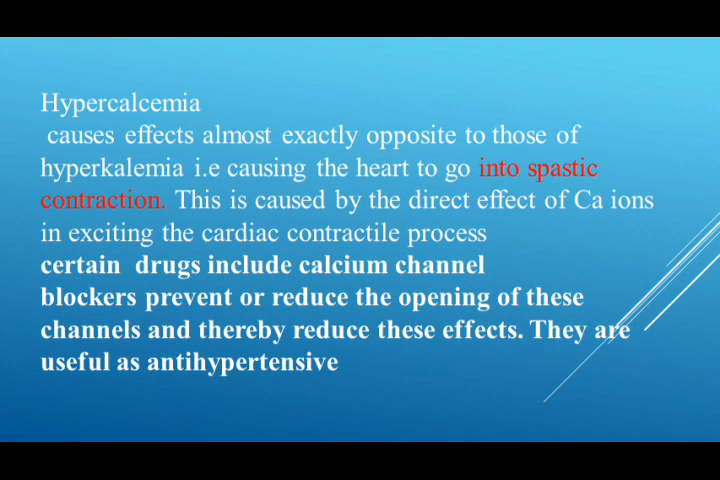 Hypercalcemia
causes effects almost exactly opposite to those of
hyperkalemia i.e causing the heart to go into spastic
contraction. This is caused by the direct effect of Ca ions
in exciting the cardiac contractile process
certain drugs include calcium channel
blockers prevent or reduce the opening of these
channels and thereby reduce these effects. They are
useful as antihypertensive